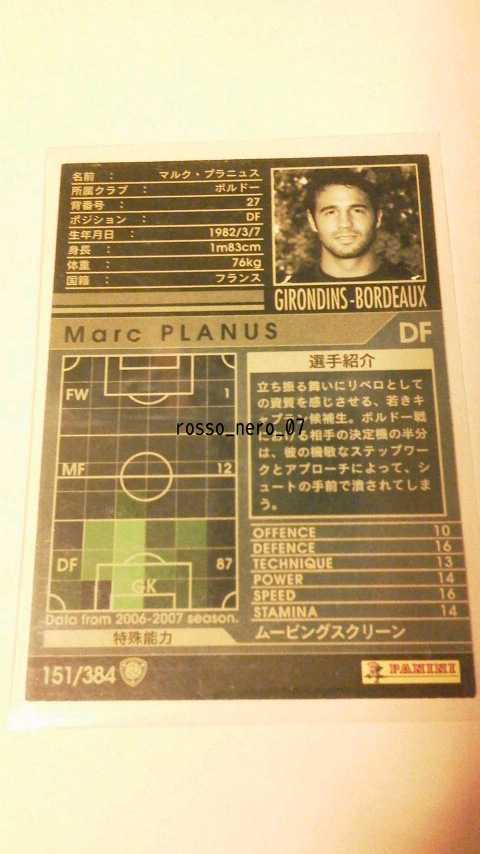 名前 : マルク・プラニュス
所属クラブ : ボルドー
背番号 : 27
ポジション : DF
生年月日 : 1982/3/7
身長 : 1m83cm
体重 : 76kg
国籍 : フランス
GIRONDINS-BORDEAUX
Marc PLANUS DF
FW 1
MF 12
DF 87
GK
Data from 2006-2007 season.
選手紹介
立ち振る舞いにリベロとして
の資質を感じさせる、若きキ
ャプテン候補生。ボルドー戦
における相手の決定機の半分
は、彼の機敏なステップワー
クとアプローチによって、シ
ュートの手前で潰されてしま
う。
rosso_nero_07
OFFENCE 10
DEFENCE 16
TECHNIQUE 13
POWER 14
SPEED 16
STAMINA 14
特殊能力 ムービングスクリーン
151/384
PANINI